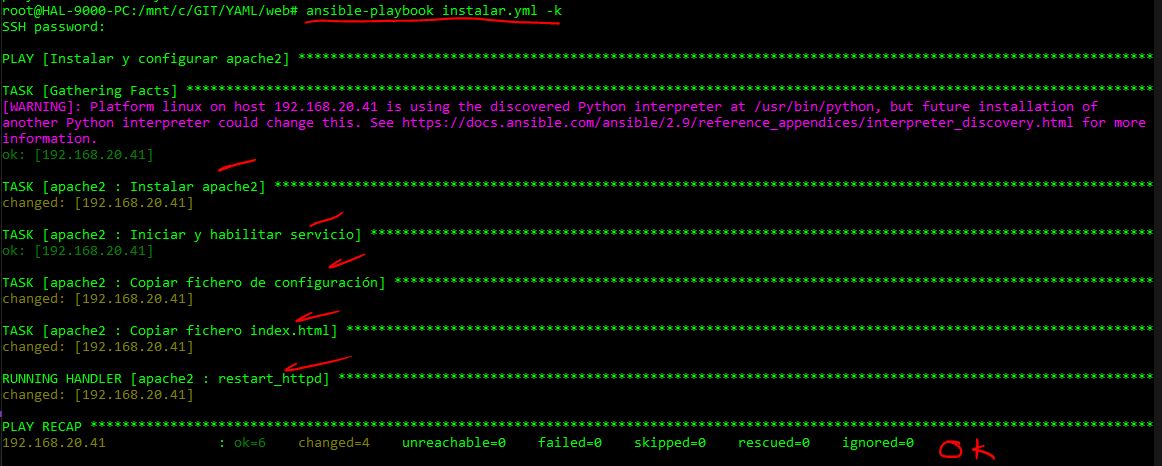 root@HAL-9000-PC:/mnt/c/GIT/YAML/web# ansible-playbook instalar.yml -k
SSH password:
PLAY [Instalar y configurar apache2] ****************************************************************************************************************
TASK [Gathering Facts] ****************************************************************************************************************
[WARNING]: Platform linux on host 192.168.20.41 is using the discovered Python interpreter at /usr/bin/python, but future installation of
another Python interpreter could change this. See https://docs.ansible.com/ansible/2.9/reference_appendices/interpreter_discovery.html for more
information.
ok: [192.168.20.41]
TASK [apache2 : Instalar apache2] ****************************************************************************************************************
changed: [192.168.20.41]
TASK [apache2 : Iniciar y habilitar servicio] ****************************************************************************************************
ok: [192.168.20.41]
TASK [apache2 : Copiar fichero de configuración] *************************************************************************************************
changed: [192.168.20.41]
TASK [apache2 : Copiar fichero index.html] *******************************************************************************************************
changed: [192.168.20.41]
RUNNING HANDLER [apache2 : restart_httpd] ********************************************************************************************************
changed: [192.168.20.41]
PLAY RECAP ****************************************************************************************************************
192.168.20.41 : ok=6 changed=4 unreachable=0 failed=0 skipped=0 rescued=0 ignored=0 OK